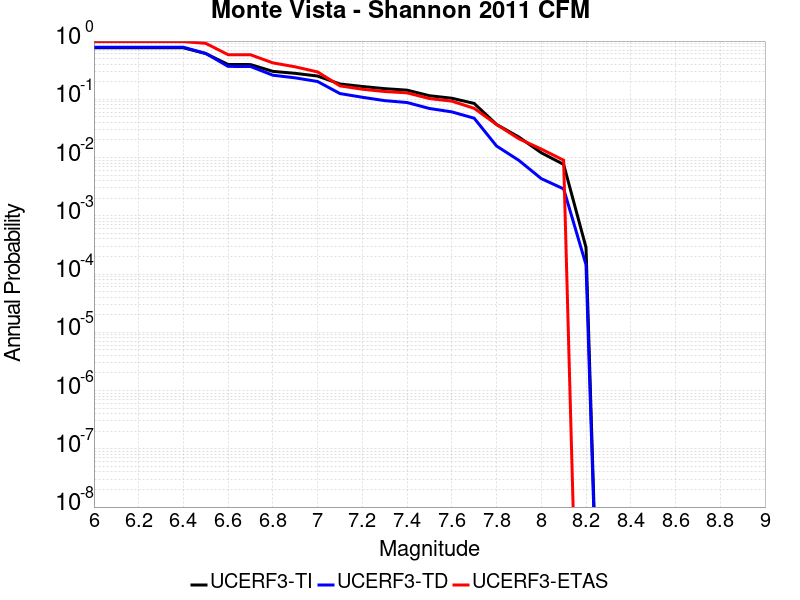 Monte Vista - Shannon 2011 CFM
Annual Probability
10^0
10^-1
10^-2
10^-3
10^-4
10^-5
10^-6
10^-7
10^-8
6 6.2 6.4 6.6 6.8 7 7.2 7.4 7.6 7.8 8 8.2 8.4 8.6 8.8 9
Magnitude
UCERF3-TI UCERF3-TD UCERF3-ETAS